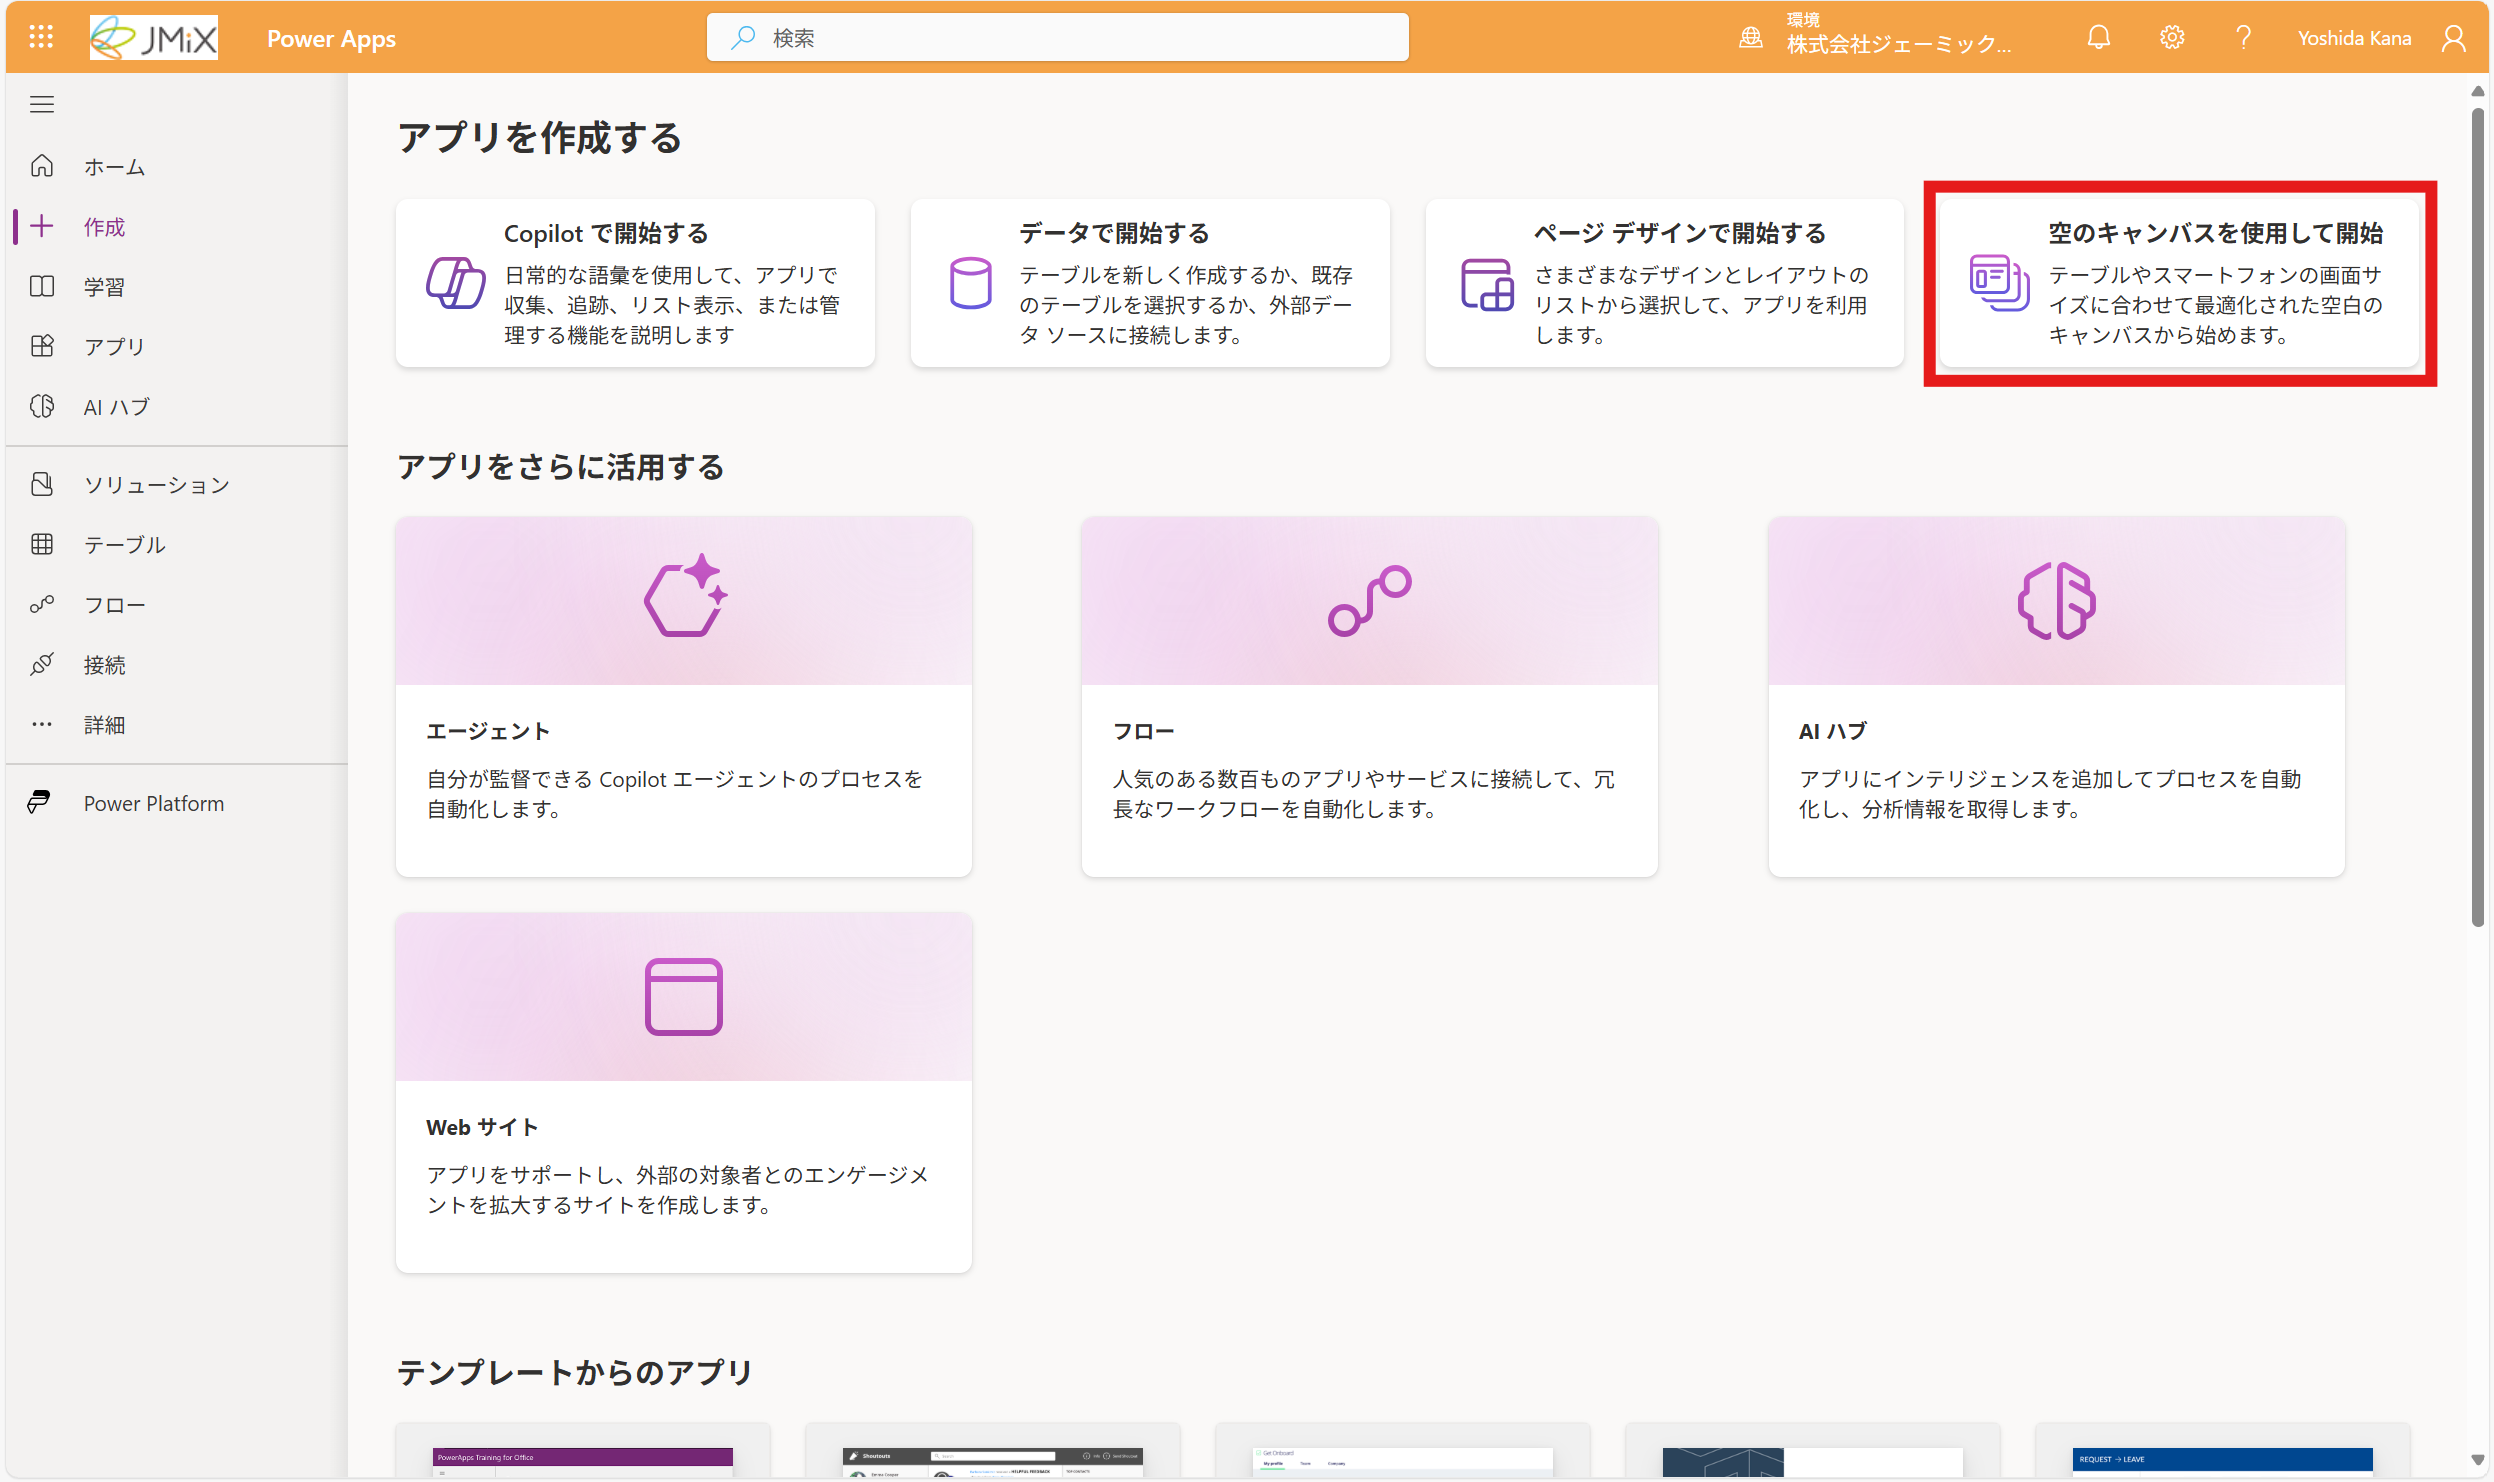 JMiX
Power Apps
検索
環境
株式会社ジェーミック...
Yoshida Kana
ホーム
作成
学習
アプリ
AI ハブ
ソリューション
テーブル
フロー
接続
詳細
Power Platform
アプリを作成する
Copilot で開始する
日常的な語彙を使用して、アプリで
収集、追跡、リスト表示、または管
理する機能を説明します
データで開始する
テーブルを新しく作成するか、既存
のテーブルを選択するか、外部デー
タ ソースに接続します。
ページ デザインで開始する
さまざまなデザインとレイアウトの
リストから選択して、アプリを利用
します。
空のキャンバスを使用して開始
テーブルやスマートフォンの画面サ
イズに合わせて最適化された空白の
キャンバスから始めます。
アプリをさらに活用する
エージェント
自分が監督できる Copilot エージェントのプロセスを
自動化します。
フロー
人気のある数百ものアプリやサービスに接続して、冗
長なワークフローを自動化します。
AI ハブ
アプリにインテリジェンスを追加してプロセスを自動
化し、分析情報を取得します。
Web サイト
アプリをサポートし、外部の対象者とのエンゲージメ
ントを拡大するサイトを作成します。
テンプレートからのアプリ
PowerApps Training for Office
Shoutouts
Search
Emma Cooper
HELPFUL FEEDBACK
Get Onboard
My profile
Team
Company
REQUEST → LEAVE